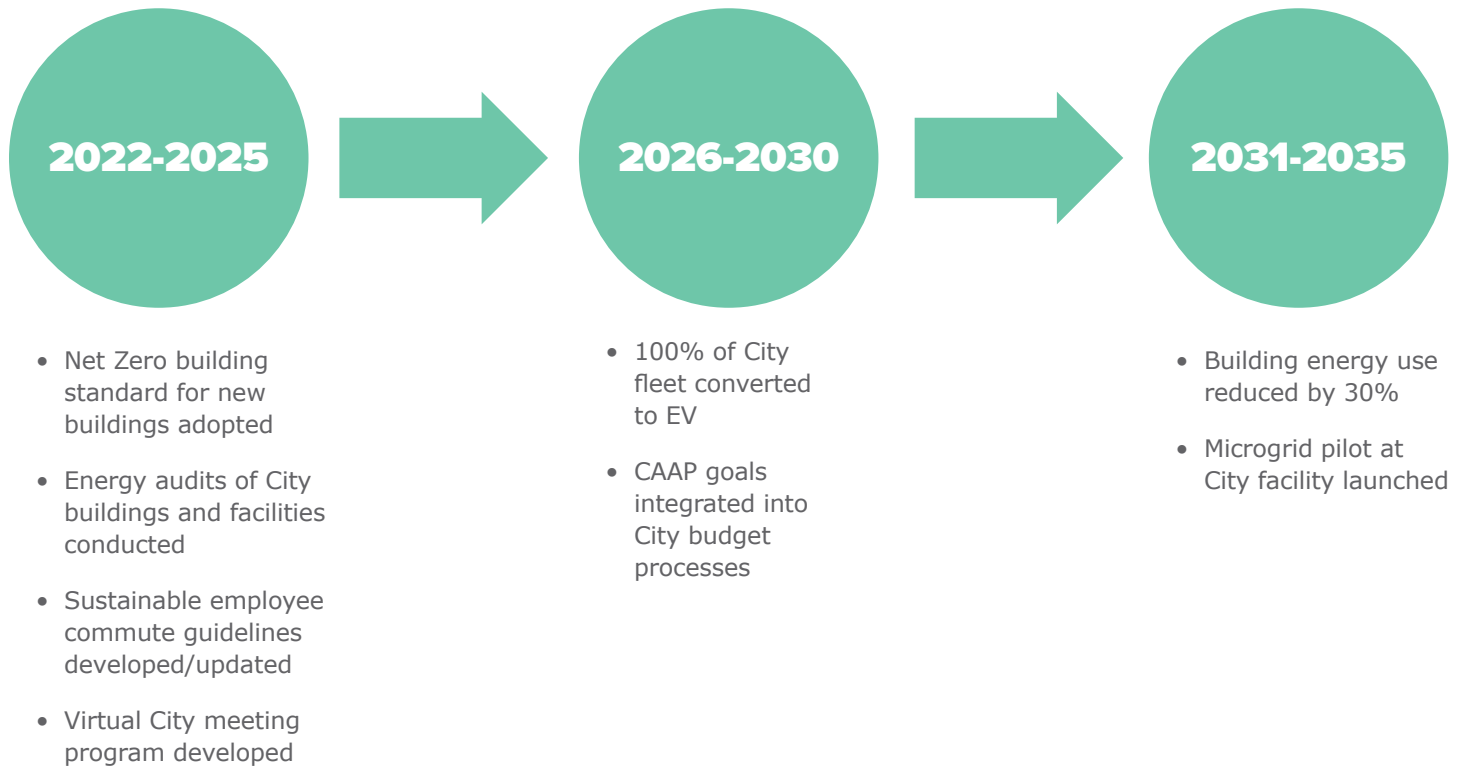 2022-2025
• Net Zero building
standard for new
buildings adopted
• Energy audits of City
buildings and facilities
conducted
• Sustainable employee
commute guidelines
developed/updated
• Virtual City meeting
program developed
2026-2030
• 100% of City
fleet converted
to EV
• CAAP goals
integrated into
City budget
processes
2031-2035
• Building energy use
reduced by 30%
• Microgrid pilot at
City facility launched